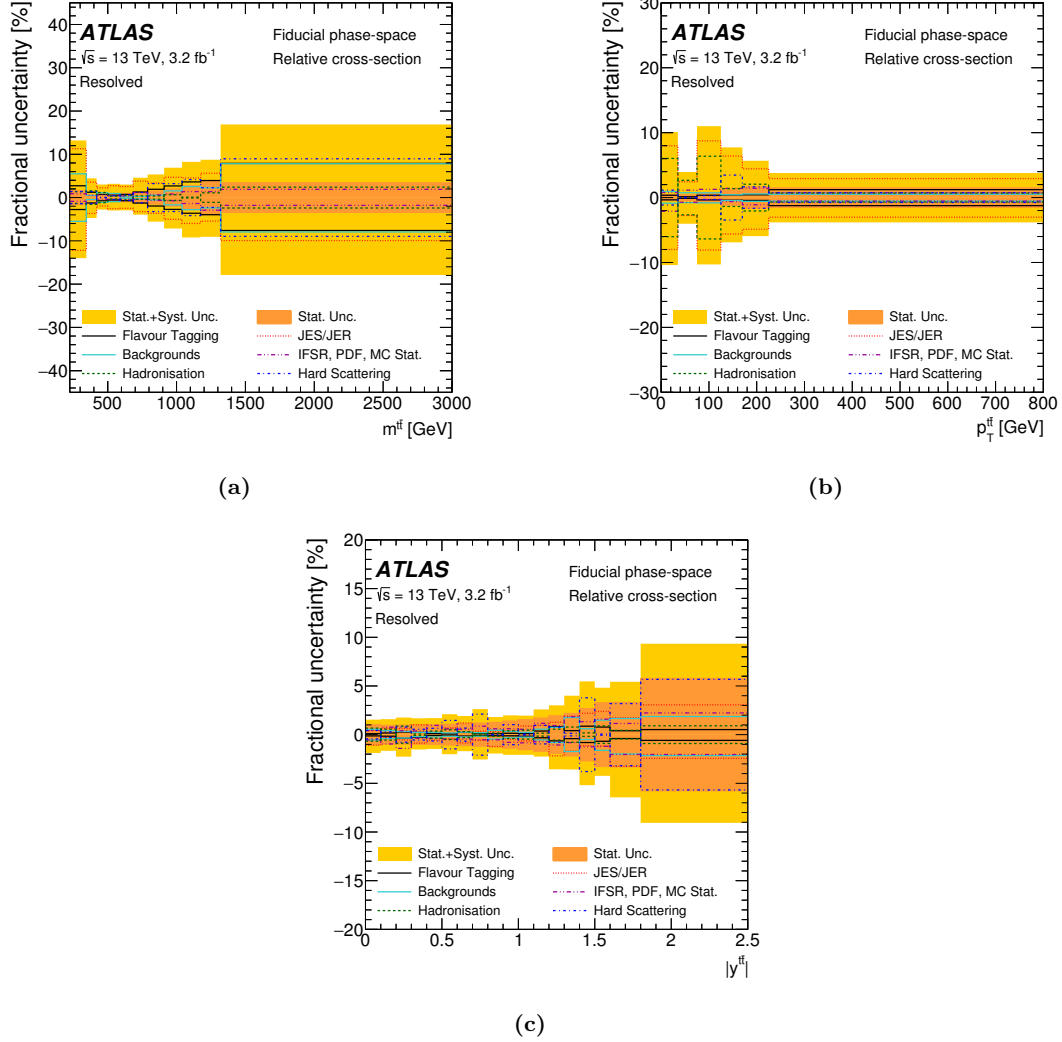 Fractional uncertainty [%]
ATLAS
√s = 13 TeV, 3.2 fb⁻¹
Resolved
Fiducial phase-space
Relative cross-section
40
30
20
10
0
−10
−20
−30
−40
Stat.+Syst. Unc.
Stat. Unc.
Flavour Tagging
JES/JER
Backgrounds
IFSR, PDF, MC Stat.
Hadronisation
Hard Scattering
500 1000 1500 2000 2500 3000
m^{tt̄} [GeV]
(a)
Fractional uncertainty [%]
ATLAS
√s = 13 TeV, 3.2 fb⁻¹
Resolved
Fiducial phase-space
Relative cross-section
30
20
10
0
−10
−20
−30
Stat.+Syst. Unc.
Stat. Unc.
Flavour Tagging
JES/JER
Backgrounds
IFSR, PDF, MC Stat.
Hadronisation
Hard Scattering
0 100 200 300 400 500 600 700 800
p_T^{tt̄} [GeV]
(b)
Fractional uncertainty [%]
ATLAS
√s = 13 TeV, 3.2 fb⁻¹
Resolved
Fiducial phase-space
Relative cross-section
20
15
10
5
0
−5
−10
−15
−20
Stat.+Syst. Unc.
Stat. Unc.
Flavour Tagging
JES/JER
Backgrounds
IFSR, PDF, MC Stat.
Hadronisation
Hard Scattering
0 0.5 1 1.5 2 2.5
|y^{tt̄}|
(c)